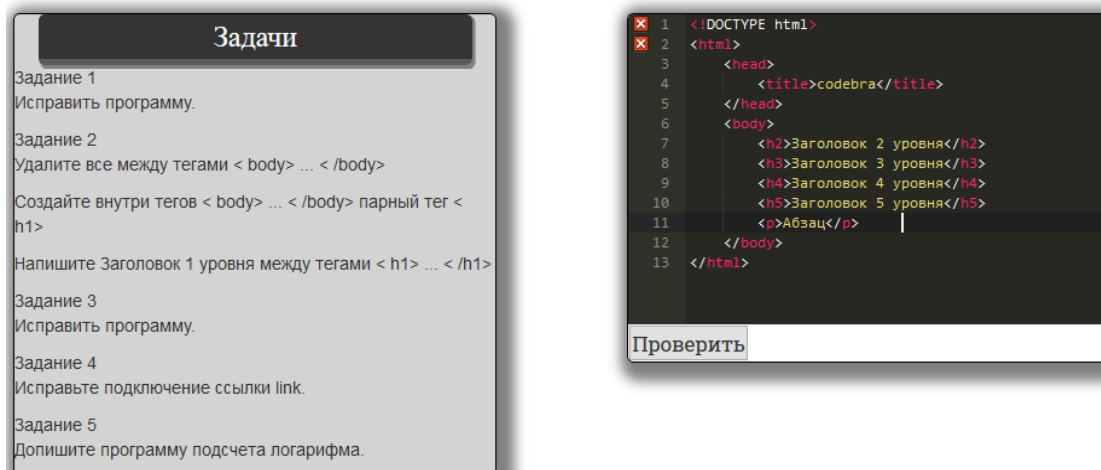 Задачи
Задание 1
Исправить программу.
Задание 2
Удалите все между тегами < body> ... < /body>
Создайте внутри тегов < body> ... < /body> парный тег <
h1>
Напишите Заголовок 1 уровня между тегами < h1> ... < /h1>
Задание 3
Исправить программу.
Задание 4
Исправьте подключение ссылки link.
Задание 5
Допишите программу подсчета логарифма.
1 <!DOCTYPE html>
2 <html>
3 <head>
4 <title>codebra</title>
5 </head>
6 <body>
7 <h2>Заголовок 2 уровня</h2>
8 <h3>Заголовок 3 уровня</h3>
9 <h4>Заголовок 4 уровня</h4>
10 <h5>Заголовок 5 уровня</h5>
11 <p>Абзац</p>
12 </body>
13 </html>
Проверить